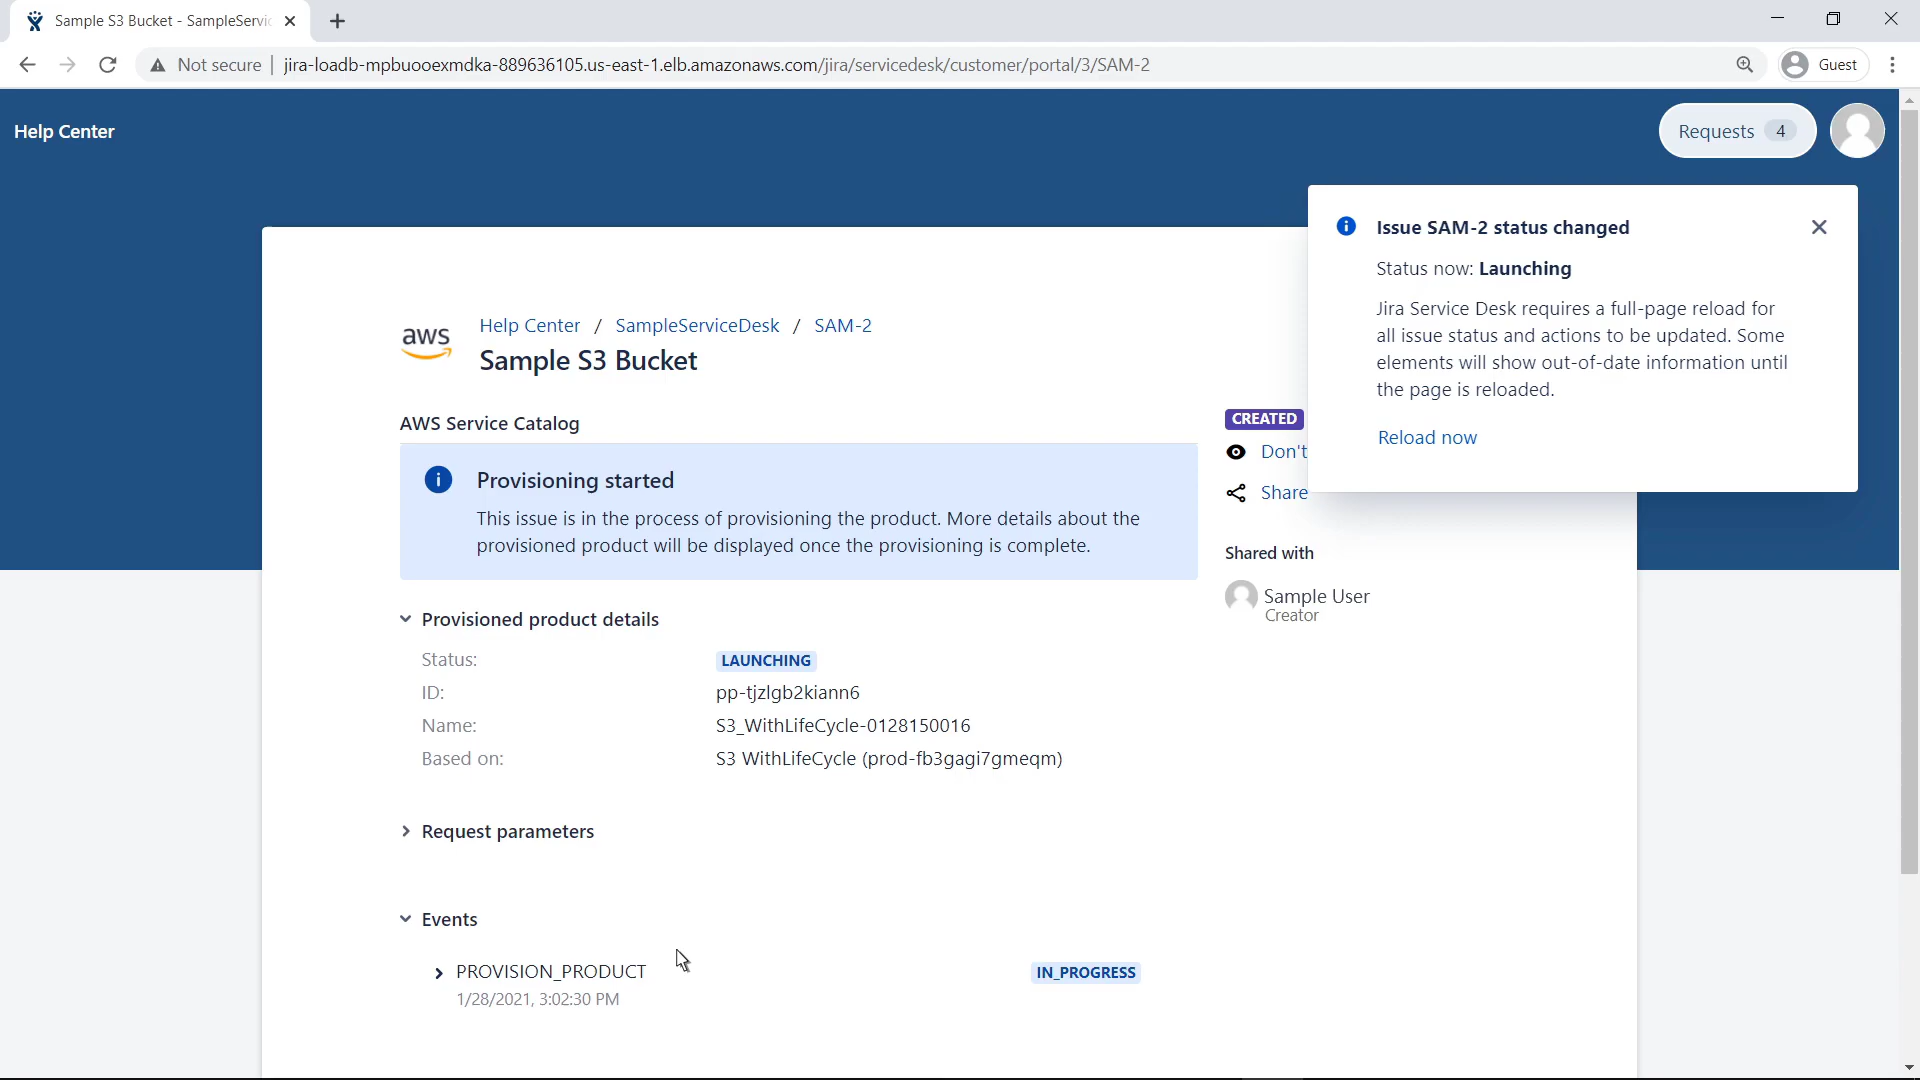 Sample S3 Bucket - SampleServic
Not secure | jira-loadb-mpbuooexmdka-889636105.us-east-1.elb.amazonaws.com/jira/servicedesk/customer/portal/3/SAM-2
Guest
Help Center
Requests 4
Issue SAM-2 status changed
Status now: Launching
Jira Service Desk requires a full-page reload for
all issue status and actions to be updated. Some
elements will show out-of-date information until
the page is reloaded.
Reload now
aws
Help Center / SampleServiceDesk / SAM-2
Sample S3 Bucket
AWS Service Catalog
Provisioning started
This issue is in the process of provisioning the product. More details about the
provisioned product will be displayed once the provisioning is complete.
CREATED
Don't
Share
Shared with
Sample User
Creator
Provisioned product details
Status: LAUNCHING
ID: pp-tjzlgb2kiann6
Name: S3_WithLifeCycle-0128150016
Based on: S3 WithLifeCycle (prod-fb3gagi7gmeqm)
Request parameters
Events
PROVISION_PRODUCT IN_PROGRESS
1/28/2021, 3:02:30 PM